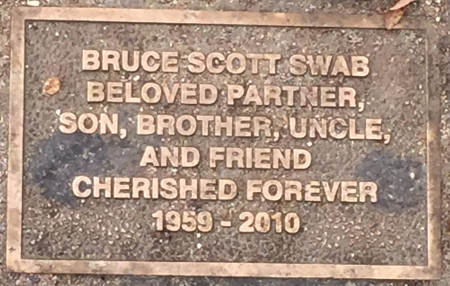 BRUCE SCOTT SWAB
BELOVED PARTNER,
SON, BROTHER, UNCLE,
AND FRIEND
CHERISHED FOREVER
1959 - 2010